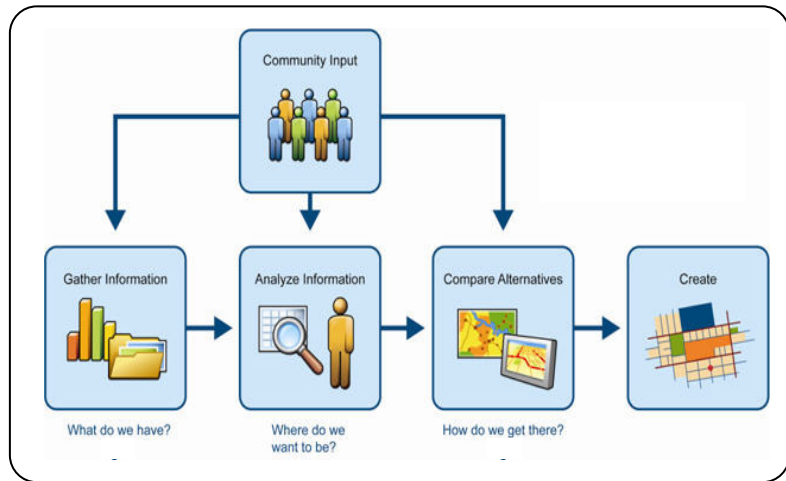 Community Input
Gather Information
Analyze Information
Compare Alternatives
Create
What do we have?
Where do we
want to be?
How do we get there?